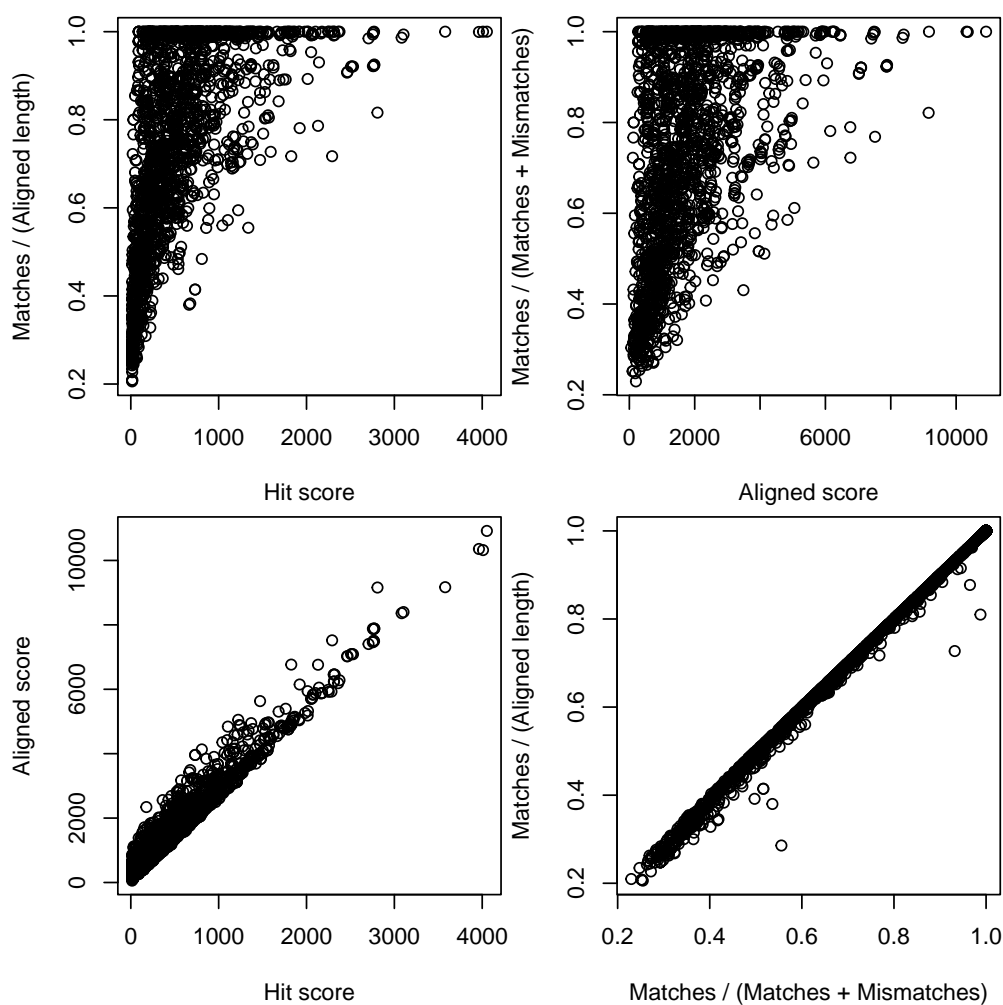 Matches / (Aligned length)
1.0
0.8
0.6
0.4
0.2
0 1000 2000 3000 4000
Hit score
Matches / (Matches + Mismatches)
1.0
0.8
0.6
0.4
0.2
0 2000 6000 10000
Aligned score
Aligned score
10000
6000
2000
0
0 1000 2000 3000 4000
Hit score
Matches / (Aligned length)
1.0
0.8
0.6
0.4
0.2
0.2 0.4 0.6 0.8 1.0
Matches / (Matches + Mismatches)